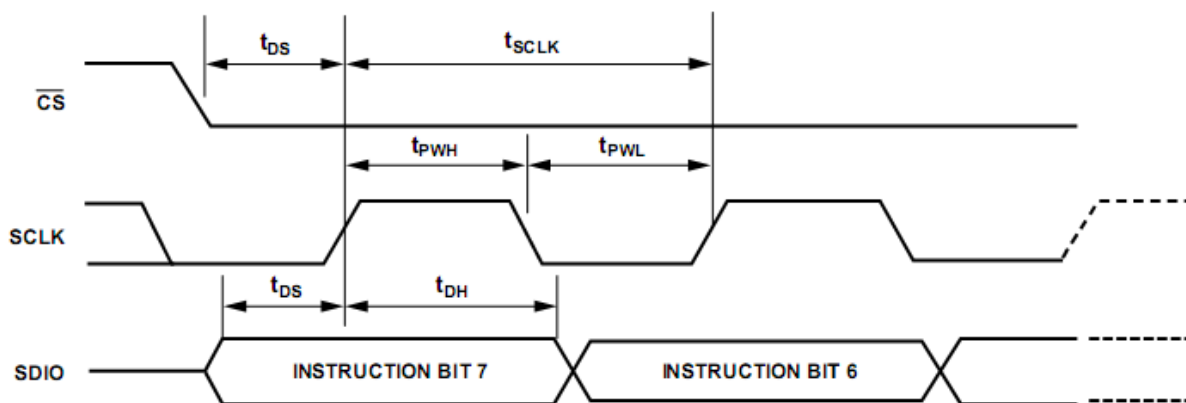 tDS
tSCLK
CS
tPWH
tPWL
SCLK
tDS
tDH
SDIO
INSTRUCTION BIT 7
INSTRUCTION BIT 6